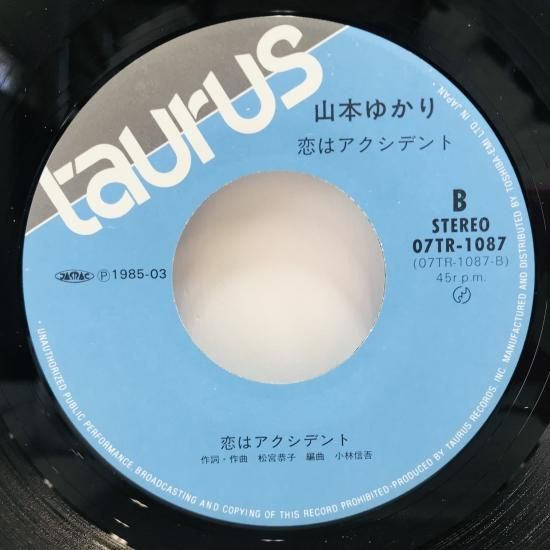 taurus
山本ゆかり
恋はアクシデント
B
STEREO
07TR-1087
(07TR-1087-B)
45r.p.m.
JASRAC Ⓟ1985-03
恋はアクシデント
作詞・作曲 松宮恭子 編曲 小林信吾
・UNAUTHORIZED PUBLIC PERFORMANCE BROADCASTING AND COPYING OF THIS RECORD PROHIBITED・PRODUCED BY TAURUS RECORDS INC. MANUFACTURED AND DISTRIBUTED BY TOSHIBA-EMI LTD IN JAPAN・